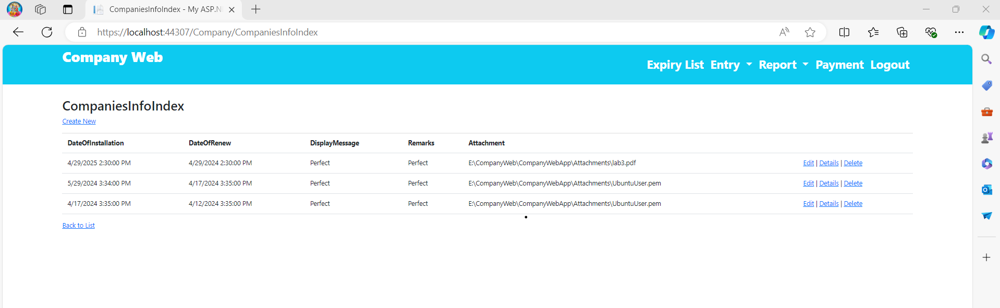 CompaniesInfoIndex - My ASP.N
https://localhost:44307/Company/CompaniesInfoIndex
Company Web
Expiry List Entry Report Payment Logout
CompaniesInfoIndex
Create New
DateOfInstallation DateOfRenew DisplayMessage Remarks Attachment
4/29/2025 2:30:00 PM 4/29/2024 2:30:00 PM Perfect Perfect E:\CompanyWeb\CompanyWebApp\Attachments\lab3.pdf Edit | Details | Delete
5/29/2024 3:34:00 PM 4/17/2024 3:35:00 PM Perfect Perfect E:\CompanyWeb\CompanyWebApp\Attachments\UbuntuUser.pem Edit | Details | Delete
4/17/2024 3:35:00 PM 4/12/2024 3:35:00 PM Perfect Perfect E:\CompanyWeb\CompanyWebApp\Attachments\UbuntuUser.pem Edit | Details | Delete
Back to List